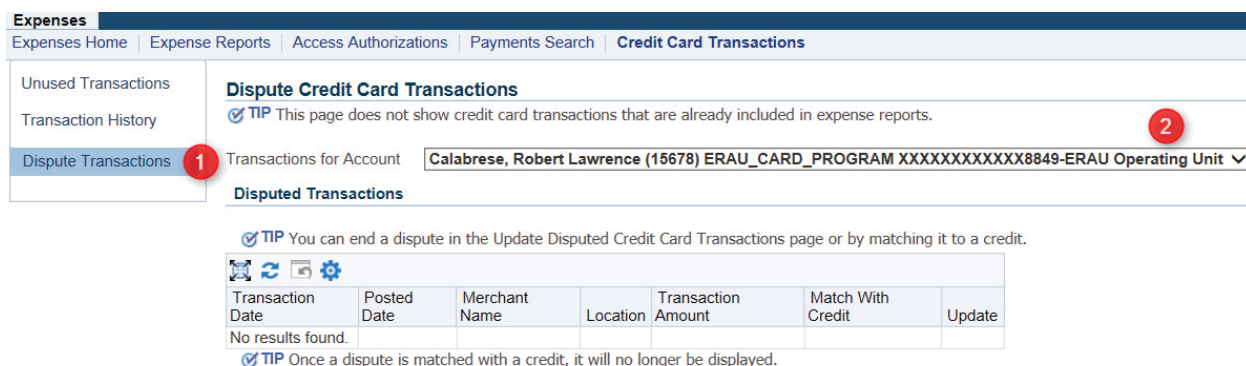 Expenses
Expenses Home | Expense Reports | Access Authorizations | Payments Search | Credit Card Transactions
Unused Transactions
Transaction History
Dispute Transactions 1
Dispute Credit Card Transactions
TIP This page does not show credit card transactions that are already included in expense reports.
2
Transactions for Account Calabrese, Robert Lawrence (15678) ERAU_CARD_PROGRAM XXXXXXXXXXXX8849-ERAU Operating Unit
Disputed Transactions
TIP You can end a dispute in the Update Disputed Credit Card Transactions page or by matching it to a credit.
Transaction Date Posted Date Merchant Name Location Transaction Amount Match With Credit Update
No results found.
TIP Once a dispute is matched with a credit, it will no longer be displayed.